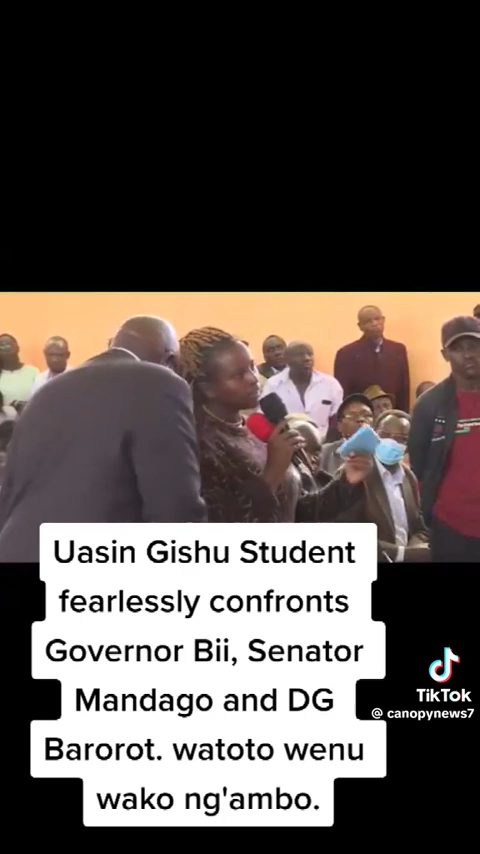 Uasin Gishu Student
fearlessly confronts
Governor Bii, Senator
Mandago and DG
Barorot. watoto wenu
wako ng'ambo.
TikTok
@ canopynews7